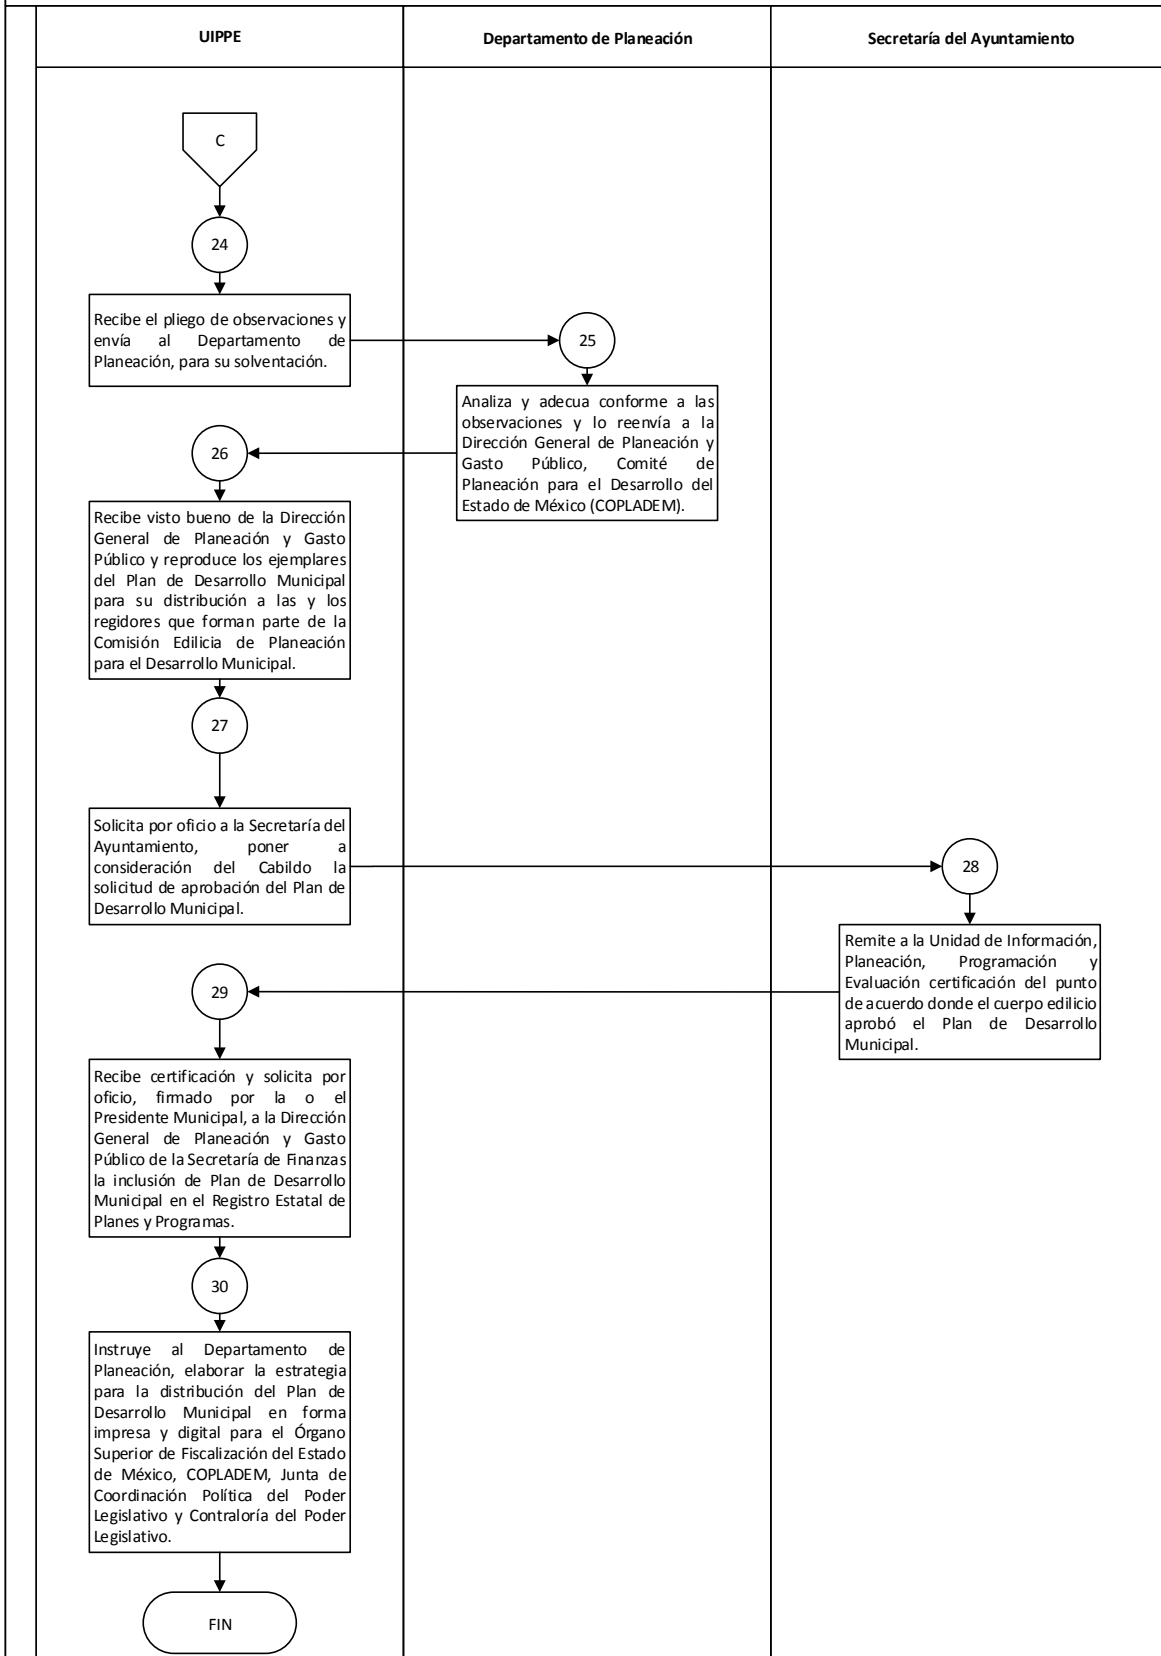 UIPPE
Departamento de Planeación
Secretaría del Ayuntamiento
C
24
Recibe el pliego de observaciones y
envía al Departamento de
Planeación, para su solventación.
25
Analiza y adecua conforme a las
observaciones y lo reenvía a la
Dirección General de Planeación y
Gasto Público, Comité de
Planeación para el Desarrollo del
Estado de México (COPLADEM).
26
Recibe visto bueno de la Dirección
General de Planeación y Gasto
Público y reproduce los ejemplares
del Plan de Desarrollo Municipal
para su distribución a las y los
regidores que forman parte de la
Comisión Edilicia de Planeación
para el Desarrollo Municipal.
27
Solicita por oficio a la Secretaría del
Ayuntamiento, poner a
consideración del Cabildo la
solicitud de aprobación del Plan de
Desarrollo Municipal.
28
Remite a la Unidad de Información,
Planeación, Programación y
Evaluación certificación del punto
de acuerdo donde el cuerpo edilicio
aprobó el Plan de Desarrollo
Municipal.
29
Recibe certificación y solicita por
oficio, firmado por la o el
Presidente Municipal, a la Dirección
General de Planeación y Gasto
Público de la Secretaría de Finanzas
la inclusión de Plan de Desarrollo
Municipal en el Registro Estatal de
Planes y Programas.
30
Instruye al Departamento de
Planeación, elaborar la estrategia
para la distribución del Plan de
Desarrollo Municipal en forma
impresa y digital para el Órgano
Superior de Fiscalización del Estado
de México, COPLADEM, Junta de
Coordinación Política del Poder
Legislativo y Contraloría del Poder
Legislativo.
FIN